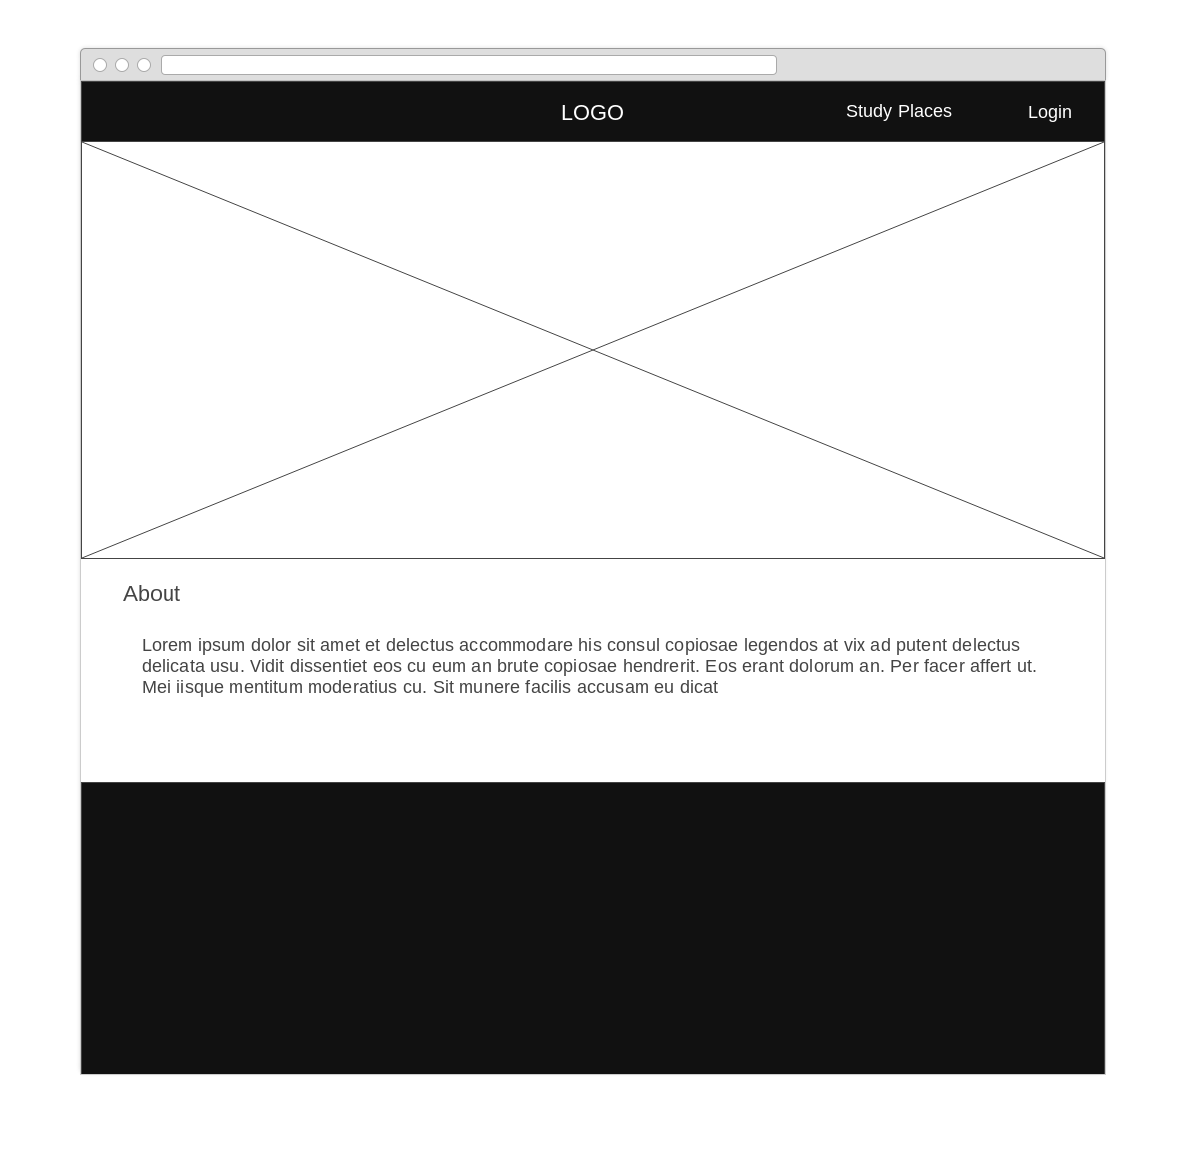 LOGO
Study Places
Login
About
Lorem ipsum dolor sit amet et delectus accommodare his consul copiosae legendos at vix ad putent delectus
delicata usu. Vidit dissentiet eos cu eum an brute copiosae hendrerit. Eos erant dolorum an. Per facer affert ut.
Mei iisque mentitum moderatius cu. Sit munere facilis accusam eu dicat